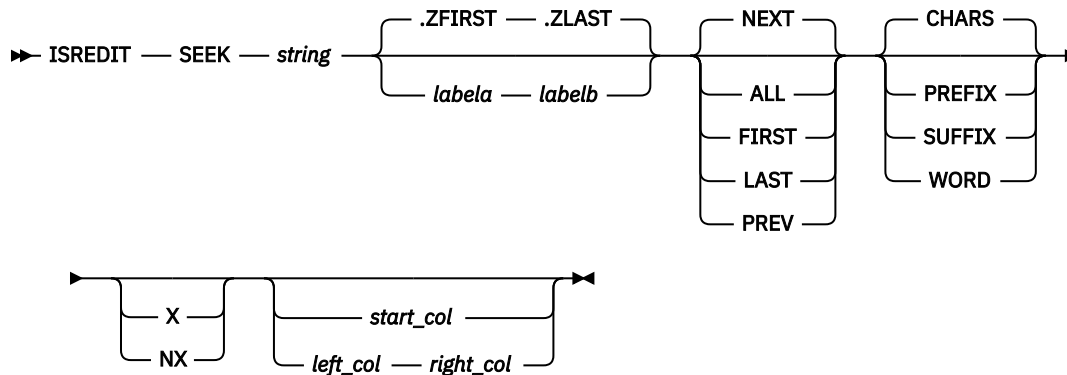 .ZFIRST .ZLAST NEXT CHARS
ISREDIT SEEK string
labela labelb ALL PREFIX
FIRST SUFFIX
LAST WORD
PREV
X start_col
NX left_col right_col